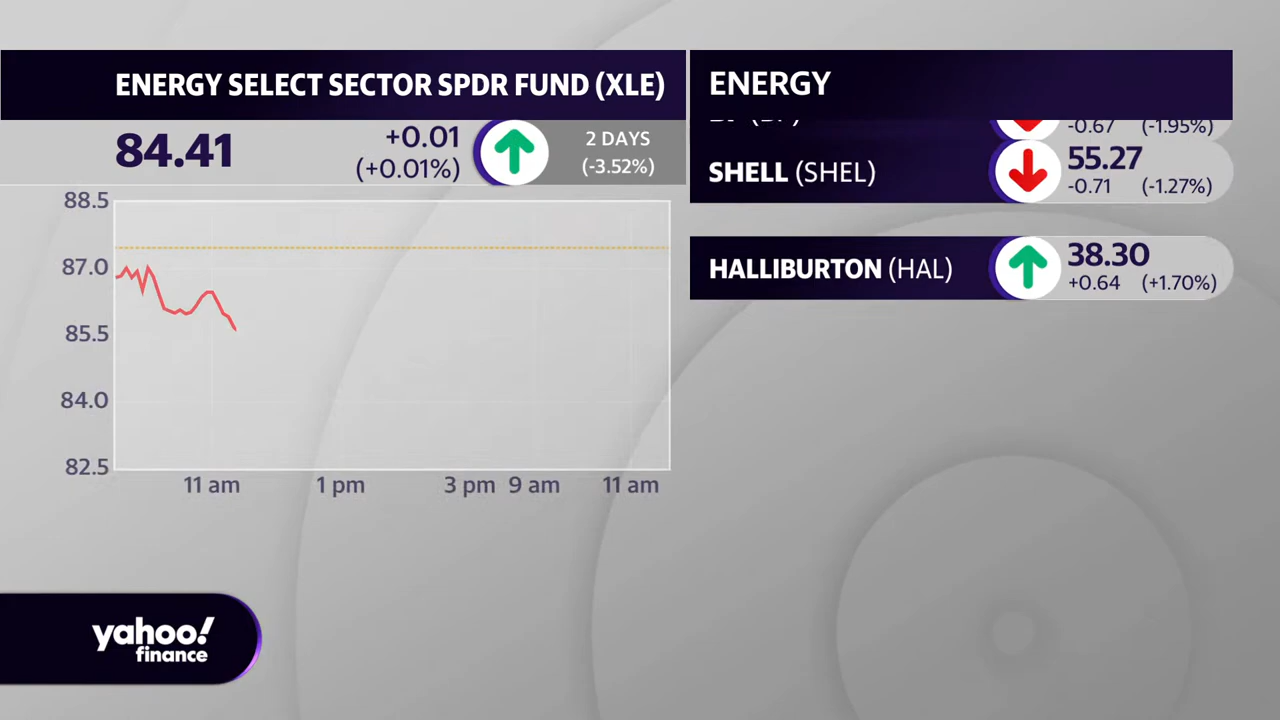 ENERGY SELECT SECTOR SPDR FUND (XLE)
84.41
+0.01
(+0.01%)
2 DAYS
(-3.52%)
88.5
87.0
85.5
84.0
82.5
11 am
1 pm
3 pm
9 am
11 am
ENERGY
-0.67 (-1.95%)
SHELL (SHEL)
55.27
-0.71 (-1.27%)
HALLIBURTON (HAL)
38.30
+0.64 (+1.70%)
yahoo!
finance